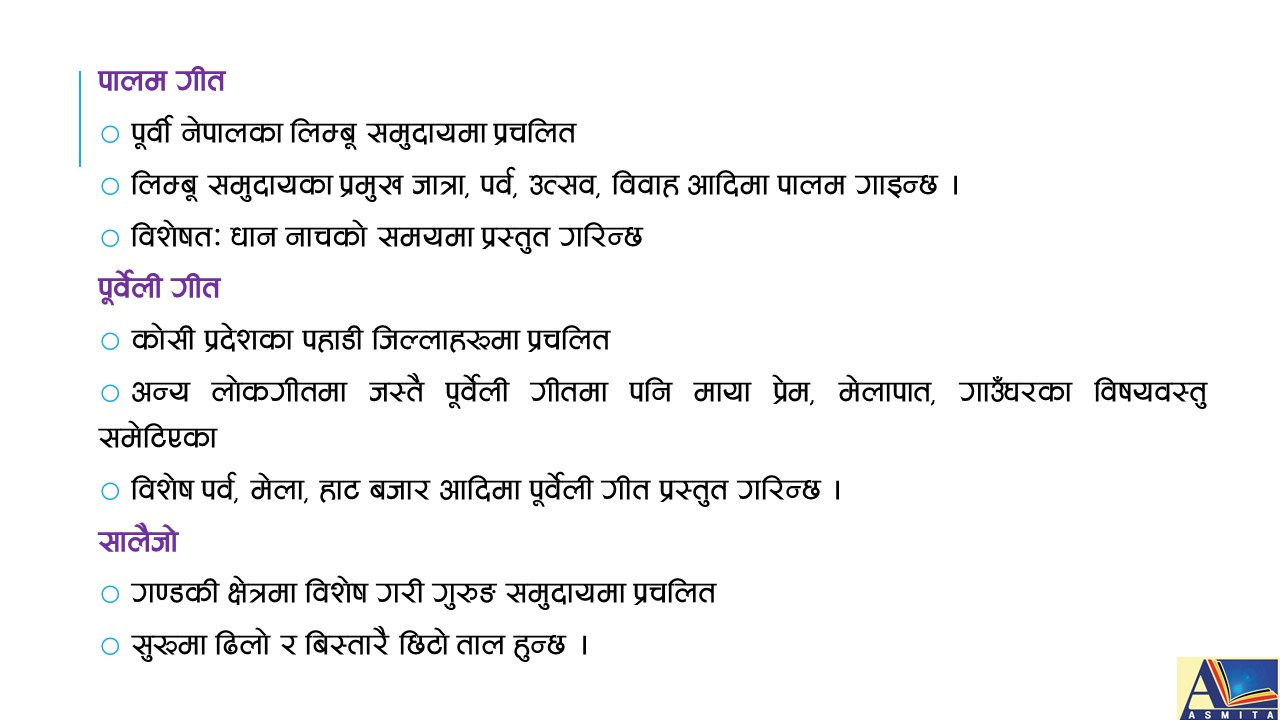 पालम गीत
पूर्वी नेपालका लिम्बू समुदायमा प्रचलित
लिम्बू समुदायका प्रमुख जात्रा, पर्व, उत्सव, विवाह आदिमा पालम गाइन्छ ।
विशेषतः धान नाचको समयमा प्रस्तुत गरिन्छ
पूर्वेली गीत
कोसी प्रदेशका पहाडी जिल्लाहरूमा प्रचलित
अन्य लोकगीतमा जस्तै पूर्वेली गीतमा पनि माया प्रेम, मेलापात, गाउँघरका विषयवस्तु
समेटिएका
विशेष पर्व, मेला, हाट बजार आदिमा पूर्वेली गीत प्रस्तुत गरिन्छ ।
सालैजो
गण्डकी क्षेत्रमा विशेष गरी गुरुङ समुदायमा प्रचलित
सुरूमा ढिलो र बिस्तारै छिटो ताल हुन्छ ।
ASMITA